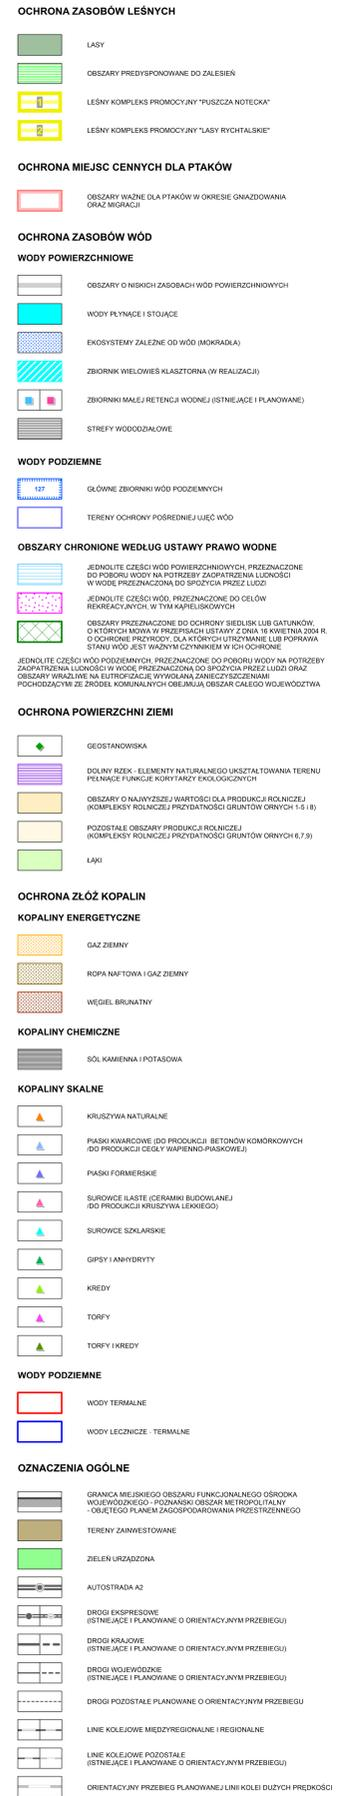 OCHRONA ZASOBÓW LEŚNYCH
LASY
OBSZARY PREDYSPONOWANE DO ZALESIEŃ
1
LEŚNY KOMPLEKS PROMOCYJNY "PUSZCZA NOTECKA"
2
LEŚNY KOMPLEKS PROMOCYJNY "LASY RYCHTALSKIE"
OCHRONA MIEJSC CENNYCH DLA PTAKÓW
OBSZARY WAŻNE DLA PTAKÓW W OKRESIE GNIAZDOWANIA
ORAZ MIGRACJI
OCHRONA ZASOBÓW WÓD
WODY POWIERZCHNIOWE
OBSZARY O NISKICH ZASOBACH WÓD POWIERZCHNIOWYCH
WODY PŁYNĄCE I STOJĄCE
EKOSYSTEMY ZALEŻNE OD WÓD (MOKRADŁA)
ZBIORNIK WIELOWIEŚ KLASZTORNA (W REALIZACJI)
ZBIORNIKI MAŁEJ RETENCJI WODNEJ (ISTNIEJĄCE I PLANOWANE)
STREFY WODODZIAŁOWE
WODY PODZIEMNE
127
GŁÓWNE ZBIORNIKI WÓD PODZIEMNYCH
TERENY OCHRONY POŚREDNIEJ UJĘĆ WÓD
OBSZARY CHRONIONE WEDŁUG USTAWY PRAWO WODNE
JEDNOLITE CZĘŚCI WÓD POWIERZCHNIOWYCH, PRZEZNACZONE
DO POBORU WODY NA POTRZEBY ZAOPATRZENIA LUDNOŚCI
W WODĘ PRZEZNACZONĄ DO SPOŻYCIA PRZEZ LUDZI
JEDNOLITE CZĘŚCI WÓD, PRZEZNACZONE DO CELÓW
REKREACYJNYCH, W TYM KĄPIELISKOWYCH
OBSZARY PRZEZNACZONE DO OCHRONY SIEDLISK LUB GATUNKÓW,
O KTÓRYCH MOWA W PRZEPISACH USTAWY Z DNIA 16 KWIETNIA 2004 R.
O OCHRONIE PRZYRODY, DLA KTÓRYCH UTRZYMANIE LUB POPRAWA
STANU WÓD JEST WAŻNYM CZYNNIKIEM W ICH OCHRONIE
JEDNOLITE CZĘŚCI WÓD PODZIEMNYCH, PRZEZNACZONE DO POBORU WODY NA POTRZEBY
ZAOPATRZENIA LUDNOŚCI W WODĘ PRZEZNACZONĄ DO SPOŻYCIA PRZEZ LUDZI ORAZ
OBSZARY WRAŻLIWE NA EUTROFIZACJĘ WYWOŁANĄ ZANIECZYSZCZENIAMI
POCHODZĄCYMI ZE ŹRÓDEŁ KOMUNALNYCH OBEJMUJĄ OBSZAR CAŁEGO WOJEWÓDZTWA
OCHRONA POWIERZCHNI ZIEMI
GEOSTANOWISKA
DOLINY RZEK - ELEMENTY NATURALNEGO UKSZTAŁTOWANIA TERENU
PEŁNIĄCE FUNKCJE KORYTARZY EKOLOGICZNYCH
OBSZARY O NAJWYŻSZEJ WARTOŚCI DLA PRODUKCJI ROLNICZEJ
(KOMPLEKSY ROLNICZEJ PRZYDATNOŚCI GRUNTÓW ORNYCH 1-5 i 8)
POZOSTAŁE OBSZARY PRODUKCJI ROLNICZEJ
(KOMPLEKSY ROLNICZEJ PRZYDATNOŚCI GRUNTÓW ORNYCH 6,7,9)
ŁĄKI
OCHRONA ZŁÓŻ KOPALIN
KOPALINY ENERGETYCZNE
GAZ ZIEMNY
ROPA NAFTOWA I GAZ ZIEMNY
WĘGIEL BRUNATNY
KOPALINY CHEMICZNE
SÓL KAMIENNA I POTASOWA
KOPALINY SKALNE
KRUSZYWA NATURALNE
PIASKI KWARCOWE (DO PRODUKCJI BETONÓW KOMÓRKOWYCH
/DO PRODUKCJI CEGŁY WAPIENNO-PIASKOWEJ)
PIASKI FORMIERSKIE
SUROWCE ILASTE (CERAMIKI BUDOWLANEJ
/DO PRODUKCJI KRUSZYWA LEKKIEGO)
SUROWCE SZKLARSKIE
GIPSY I ANHYDRYTY
KREDY
TORFY
TORFY I KREDY
WODY PODZIEMNE
WODY TERMALNE
WODY LECZNICZE - TERMALNE
OZNACZENIA OGÓLNE
GRANICA MIEJSKIEGO OBSZARU FUNKCJONALNEGO OŚRODKA
WOJEWÓDZKIEGO - POZNAŃSKI OBSZAR METROPOLITALNY
- OBJĘTEGO PLANEM ZAGOSPODAROWANIA PRZESTRZENNEGO
TERENY ZAINWESTOWANE
ZIELEŃ URZĄDZONA
AUTOSTRADA A2
DROGI EKSPRESOWE
(ISTNIEJĄCE I PLANOWANE O ORIENTACYJNYM PRZEBIEGU)
DROGI KRAJOWE
(ISTNIEJĄCE I PLANOWANE O ORIENTACYJNYM PRZEBIEGU)
DROGI WOJEWÓDZKIE
(ISTNIEJĄCE I PLANOWANE O ORIENTACYJNYM PRZEBIEGU)
DROGI POZOSTAŁE PLANOWANE O ORIENTACYJNYM PRZEBIEGU
LINIE KOLEJOWE MIĘDZYREGIONALNE I REGIONALNE
LINIE KOLEJOWE POZOSTAŁE
(ISTNIEJĄCE I PLANOWANE O ORIENTACYJNYM PRZEBIEGU)
ORIENTACYJNY PRZEBIEG PLANOWANEJ LINII KOLEI DUŻYCH PRĘDKOŚCI